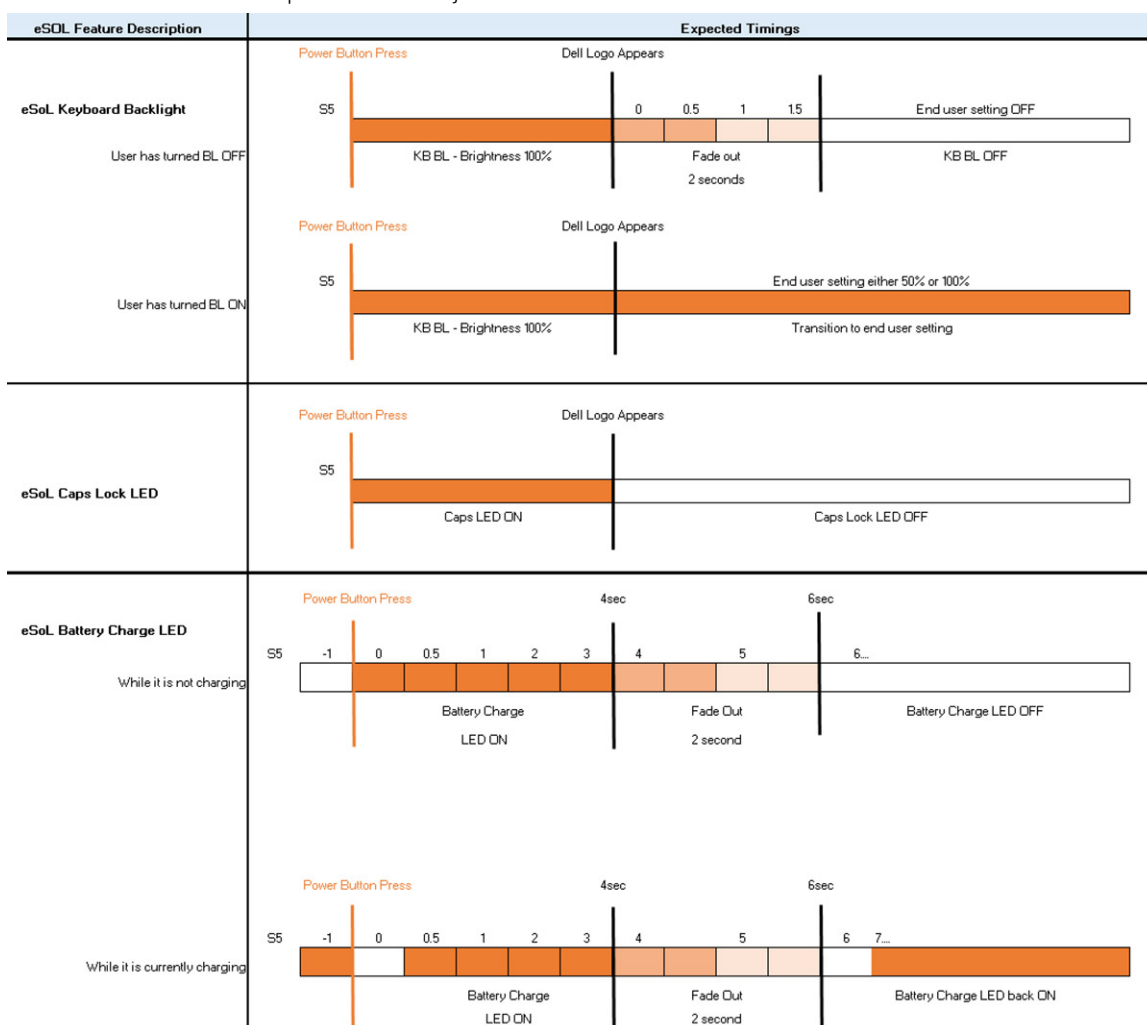 eSOL Feature Description Expected Timings
Power Button Press Dell Logo Appears
eSoL Keyboard Backlight S5 0 0.5 1 1.5 End user setting OFF
User has turned BL OFF KB BL - Brightness 100% Fade out KB BL OFF
2 seconds
Power Button Press Dell Logo Appears
S5 End user setting either 50% or 100%
User has turned BL ON
KB BL - Brightness 100% Transition to end user setting
Power Button Press Dell Logo Appears
S5
eSoL Caps Lock LED
Caps LED ON Caps Lock LED OFF
Power Button Press 4sec 6sec
eSoL Battery Charge LED
S5 -1 0 0.5 1 2 3 4 5 6....
While it is not charging
Battery Charge Fade Out Battery Charge LED OFF
LED ON 2 second
Power Button Press 4sec 6sec
S5 -1 0 0.5 1 2 3 4 5 6 7....
While it is currently charging
Battery Charge Fade Out Battery Charge LED back ON
LED ON 2 second